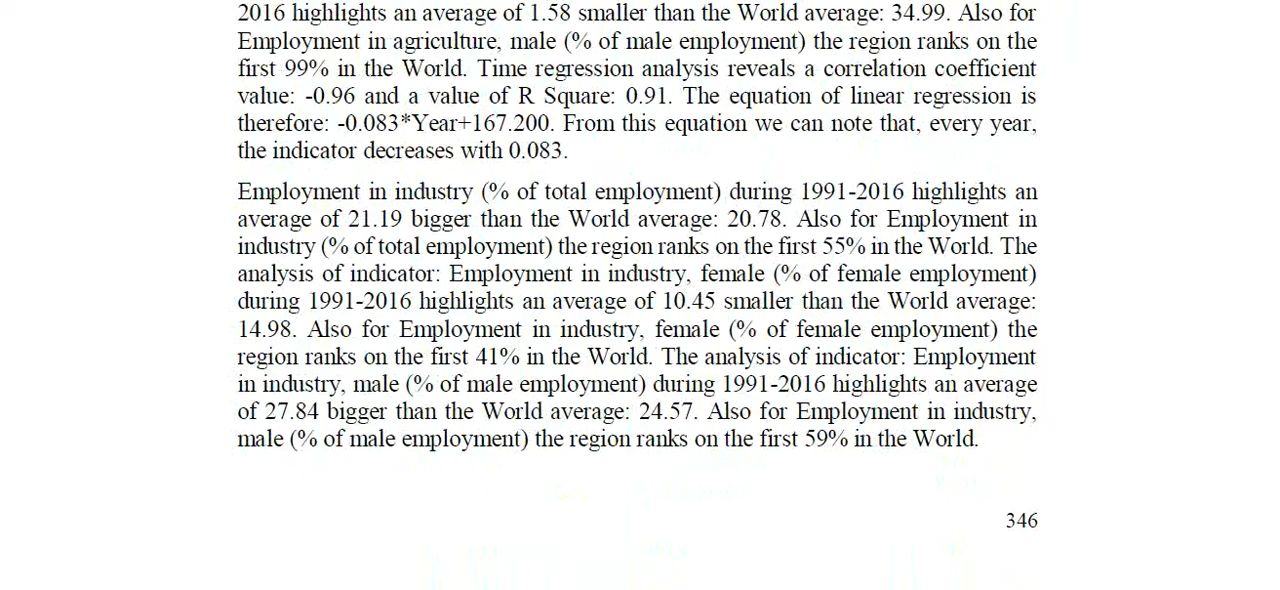 2016 highlights an average of 1.58 smaller than the World average: 34.99. Also for
Employment in agriculture, male (% of male employment) the region ranks on the
first 99% in the World. Time regression analysis reveals a correlation coefficient
value: -0.96 and a value of R Square: 0.91. The equation of linear regression is
therefore: -0.083*Year+167.200. From this equation we can note that, every year,
the indicator decreases with 0.083.
Employment in industry (% of total employment) during 1991-2016 highlights an
average of 21.19 bigger than the World average: 20.78. Also for Employment in
industry (% of total employment) the region ranks on the first 55% in the World. The
analysis of indicator: Employment in industry, female (% of female employment)
during 1991-2016 highlights an average of 10.45 smaller than the World average:
14.98. Also for Employment in industry, female (% of female employment) the
region ranks on the first 41% in the World. The analysis of indicator: Employment
in industry, male (% of male employment) during 1991-2016 highlights an average
of 27.84 bigger than the World average: 24.57. Also for Employment in industry,
male (% of male employment) the region ranks on the first 59% in the World.
346